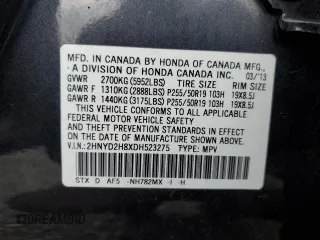 MFD. IN CANADA BY HONDA OF CANADA MFG.,
A DIVISION OF HONDA CANADA INC. 03/'13
GVWR 2700KG (5952LBS) TIRE SIZE RIM SIZE
GAWR F 1310KG (2888LBS) P255/50R19 103H 19X8.5J
GAWR R 1440KG (3175LBS) P255/50R19 103H 19X8.5J
THIS VEHICLE CONFORMS TO ALL APPLICABLE
FEDERAL MOTOR VEHICLE SAFETY STANDARDS
IN EFFECT ON THE DATE OF MANUFACTURE
SHOWN ABOVE.
V.I.N.: 2HNYD2H8XDH523275 TYPE: MPV
STX D AF5 -NH782MX -I -H